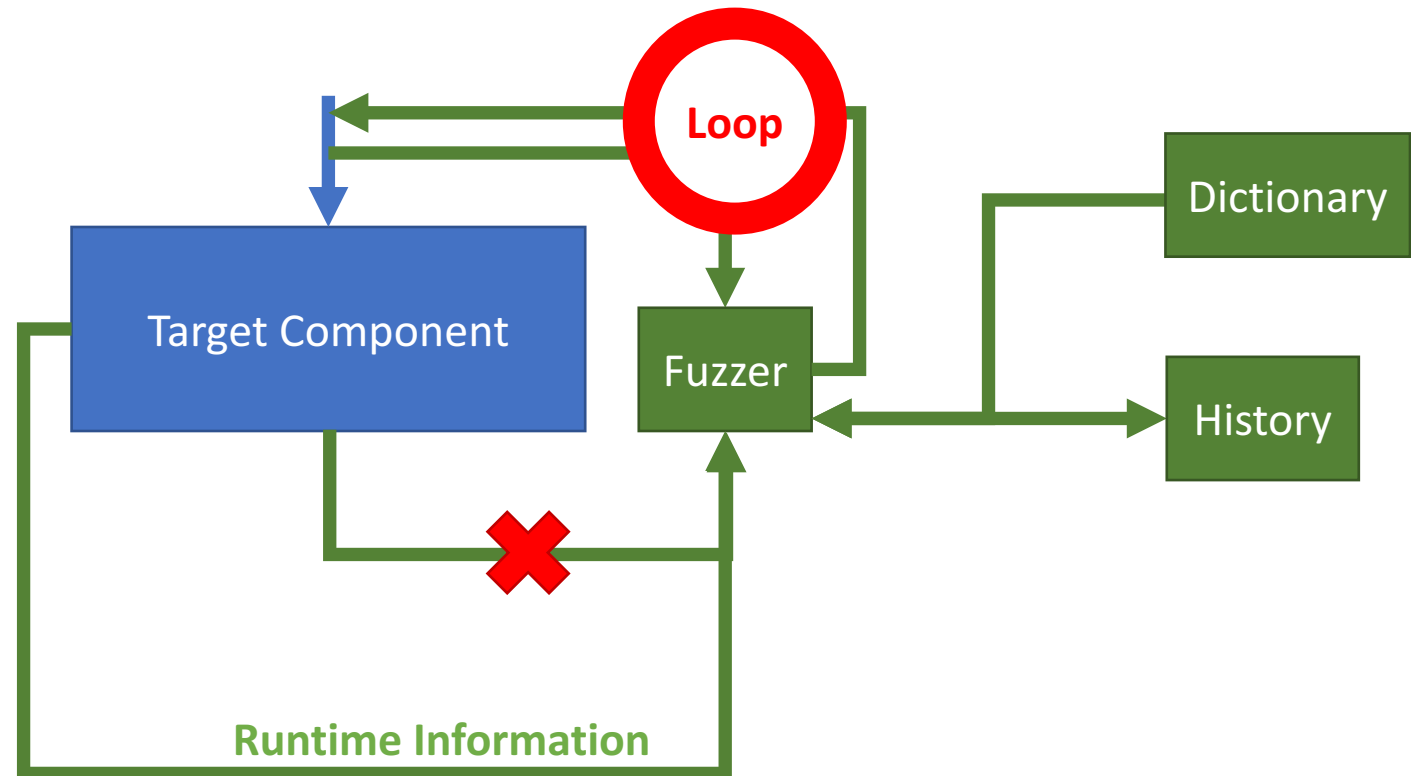 Loop
Dictionary
Target Component
Fuzzer
History
Runtime Information